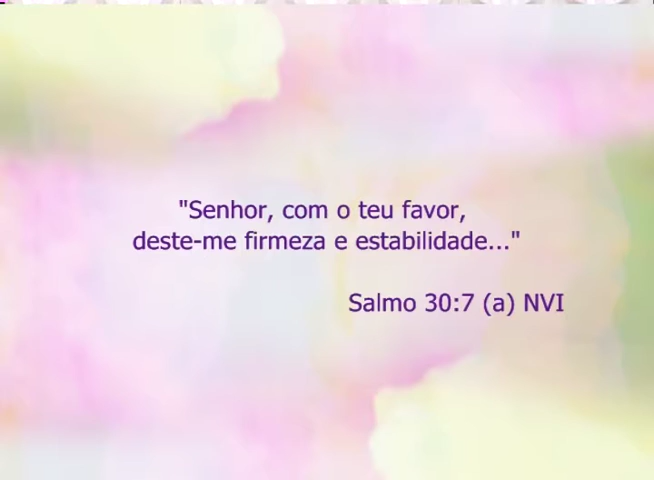 "Senhor, com o teu favor,
deste-me firmeza e estabilidade..."
Salmo 30:7 (a) NVI